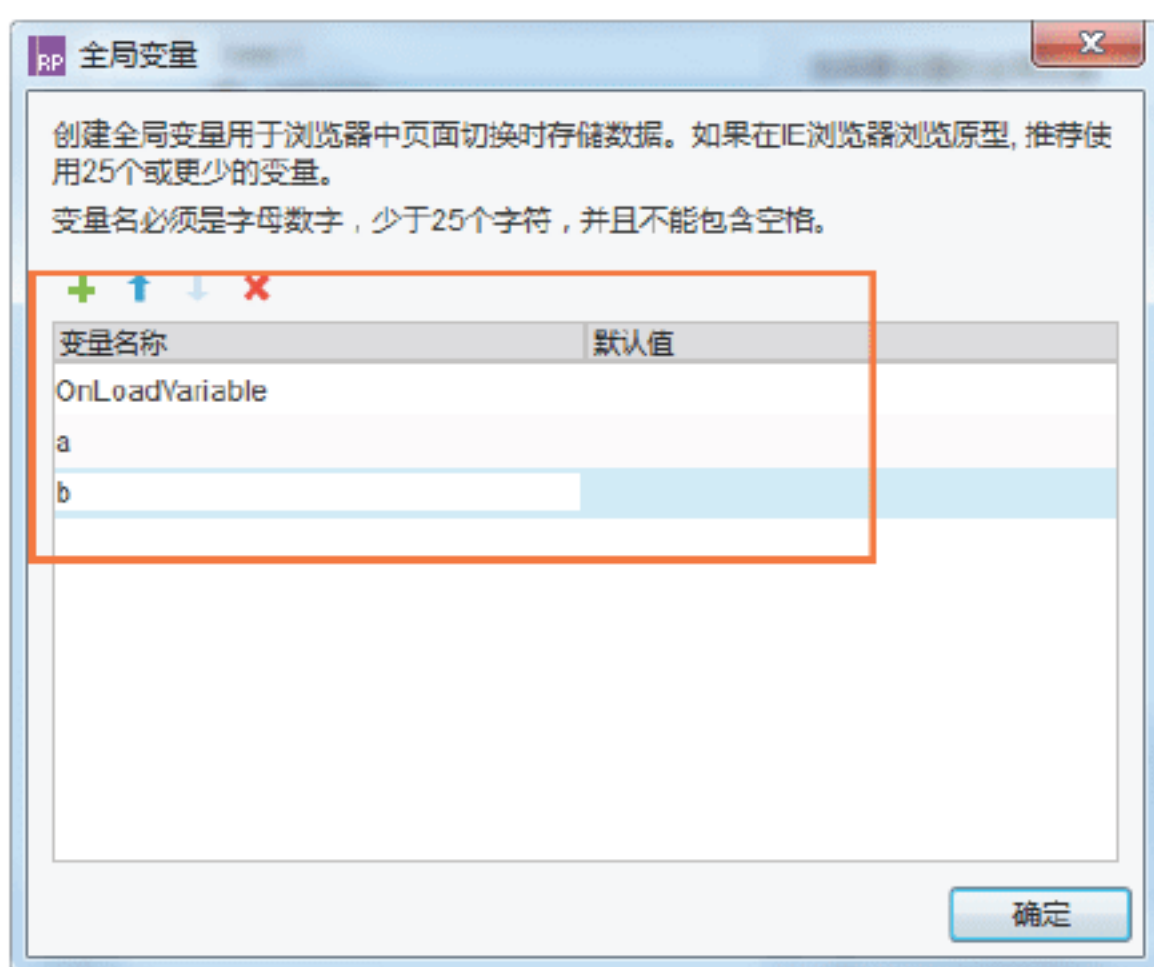 RP 全局变量
x
创建全局变量用于浏览器中页面切换时存储数据。如果在IE浏览器浏览原型, 推荐使
用25个或更少的变量。
变量名必须是字母数字，少于25个字符，并且不能包含空格。
变量名称 默认值
OnLoadVariable
a
b
确定